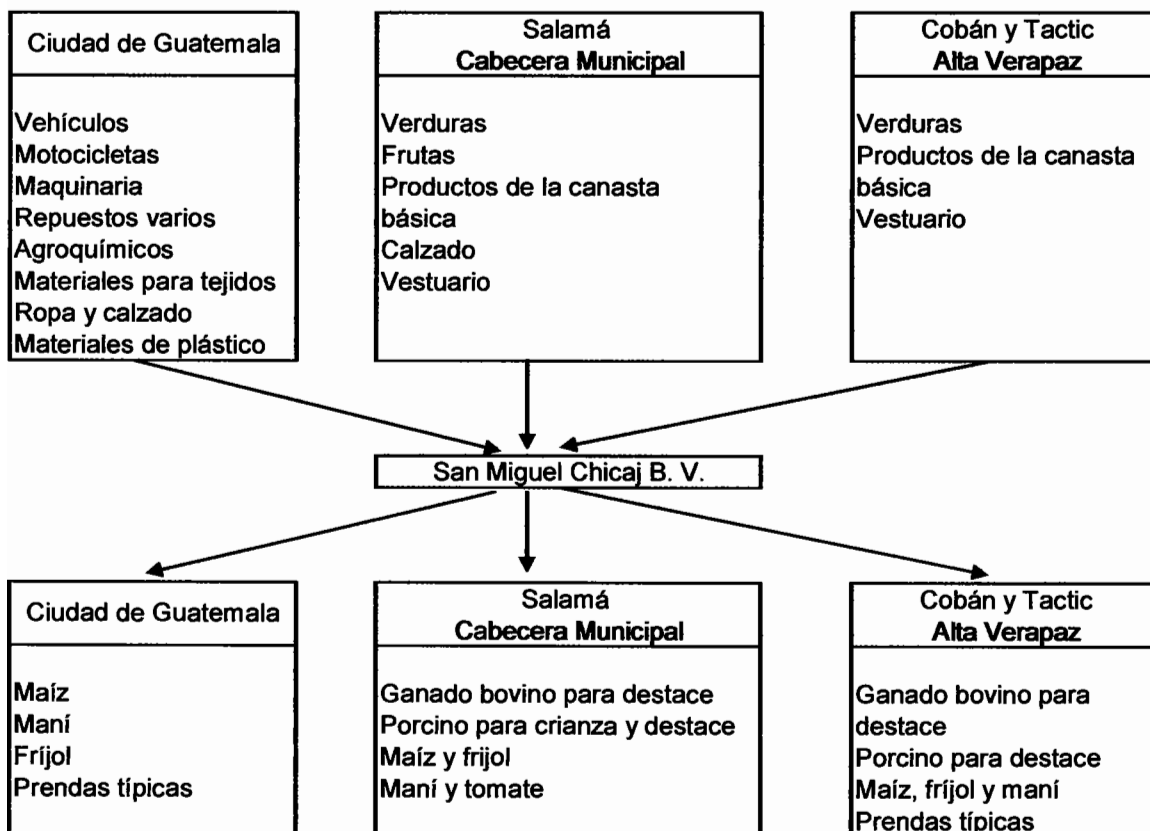 Ciudad de Guatemala
Vehículos
Motocicletas
Maquinaria
Repuestos varios
Agroquímicos
Materiales para tejidos
Ropa y calzado
Materiales de plástico
Salamá
Cabecera Municipal
Verduras
Frutas
Productos de la canasta
básica
Calzado
Vestuario
Cobán y Tactic
Alta Verapaz
Verduras
Productos de la canasta
básica
Vestuario
San Miguel Chicaj B. V.
Ciudad de Guatemala
Maíz
Maní
Fríjol
Prendas típicas
Salamá
Cabecera Municipal
Ganado bovino para destace
Porcino para crianza y destace
Maíz y frijol
Maní y tomate
Cobán y Tactic
Alta Verapaz
Ganado bovino para
destace
Porcino para destace
Maíz, fríjol y maní
Prendas típicas